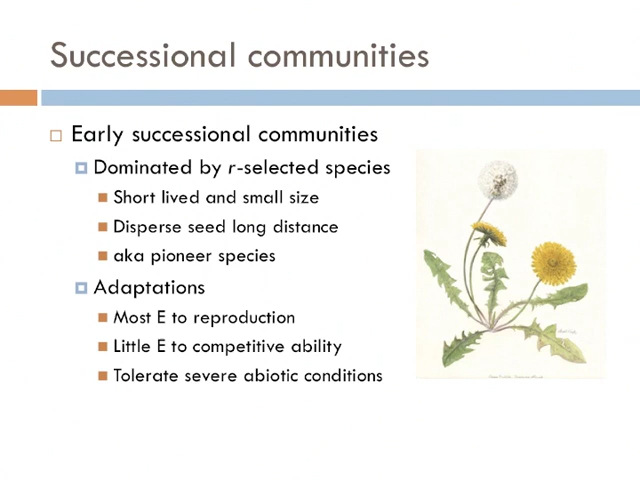 Successional communities
Early successional communities
Dominated by r-selected species
Short lived and small size
Disperse seed long distance
aka pioneer species
Adaptations
Most E to reproduction
Little E to competitive ability
Tolerate severe abiotic conditions